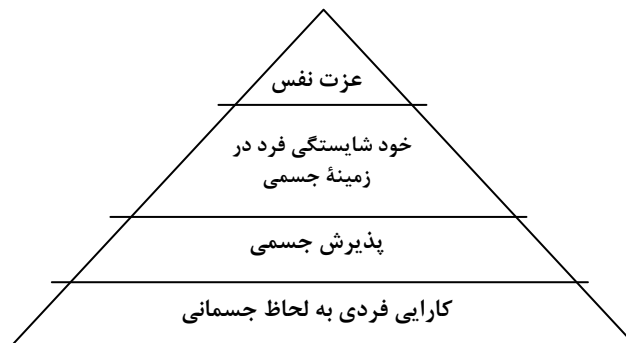 عزت نفس
خود شایستگی فرد در
زمینهٔ جسمی
پذیرش جسمی
کارایی فردی به لحاظ جسمانی